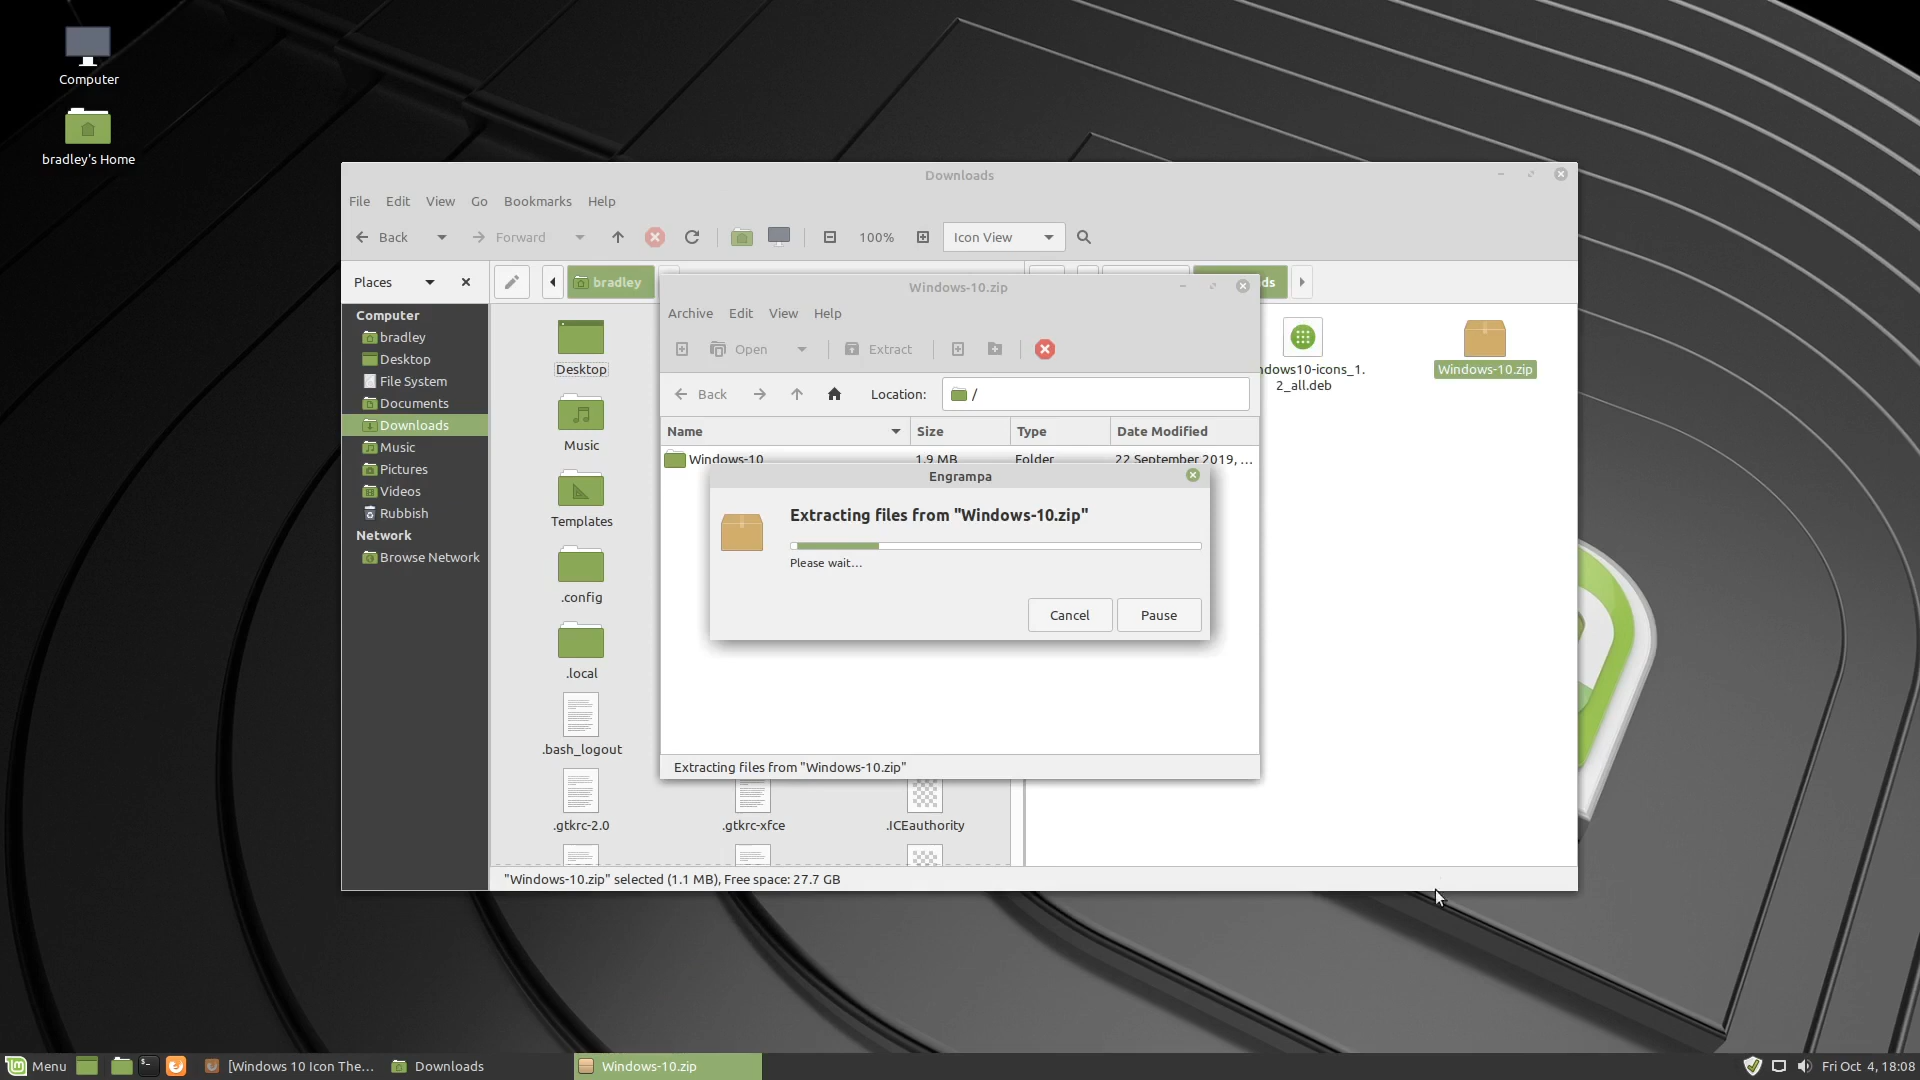 Computer
bradley's Home
Downloads
File Edit View Go Bookmarks Help
Back Forward 100% Icon View
Places bradley ds
Computer
bradley
Desktop
File System
Documents
Downloads
Music
Pictures
Videos
Rubbish
Network
Browse Network
Desktop
Music
Templates
.config
.local
.bash_logout
.gtkrc-2.0 .gtkrc-xfce .ICEauthority
ndows10-icons_1.
2_all.deb
Windows-10.zip
Windows-10.zip
Archive Edit View Help
Open Extract
Back Location: /
Name Size Type Date Modified
Windows-10 1.9 MB Folder 22 September 2019, ...
Engrampa
Extracting files from "Windows-10.zip"
Please wait...
Cancel Pause
Extracting files from "Windows-10.zip"
"Windows-10.zip" selected (1.1 MB), Free space: 27.7 GB
Menu [Windows 10 Icon The... Downloads Windows-10.zip Fri Oct 4, 18:08